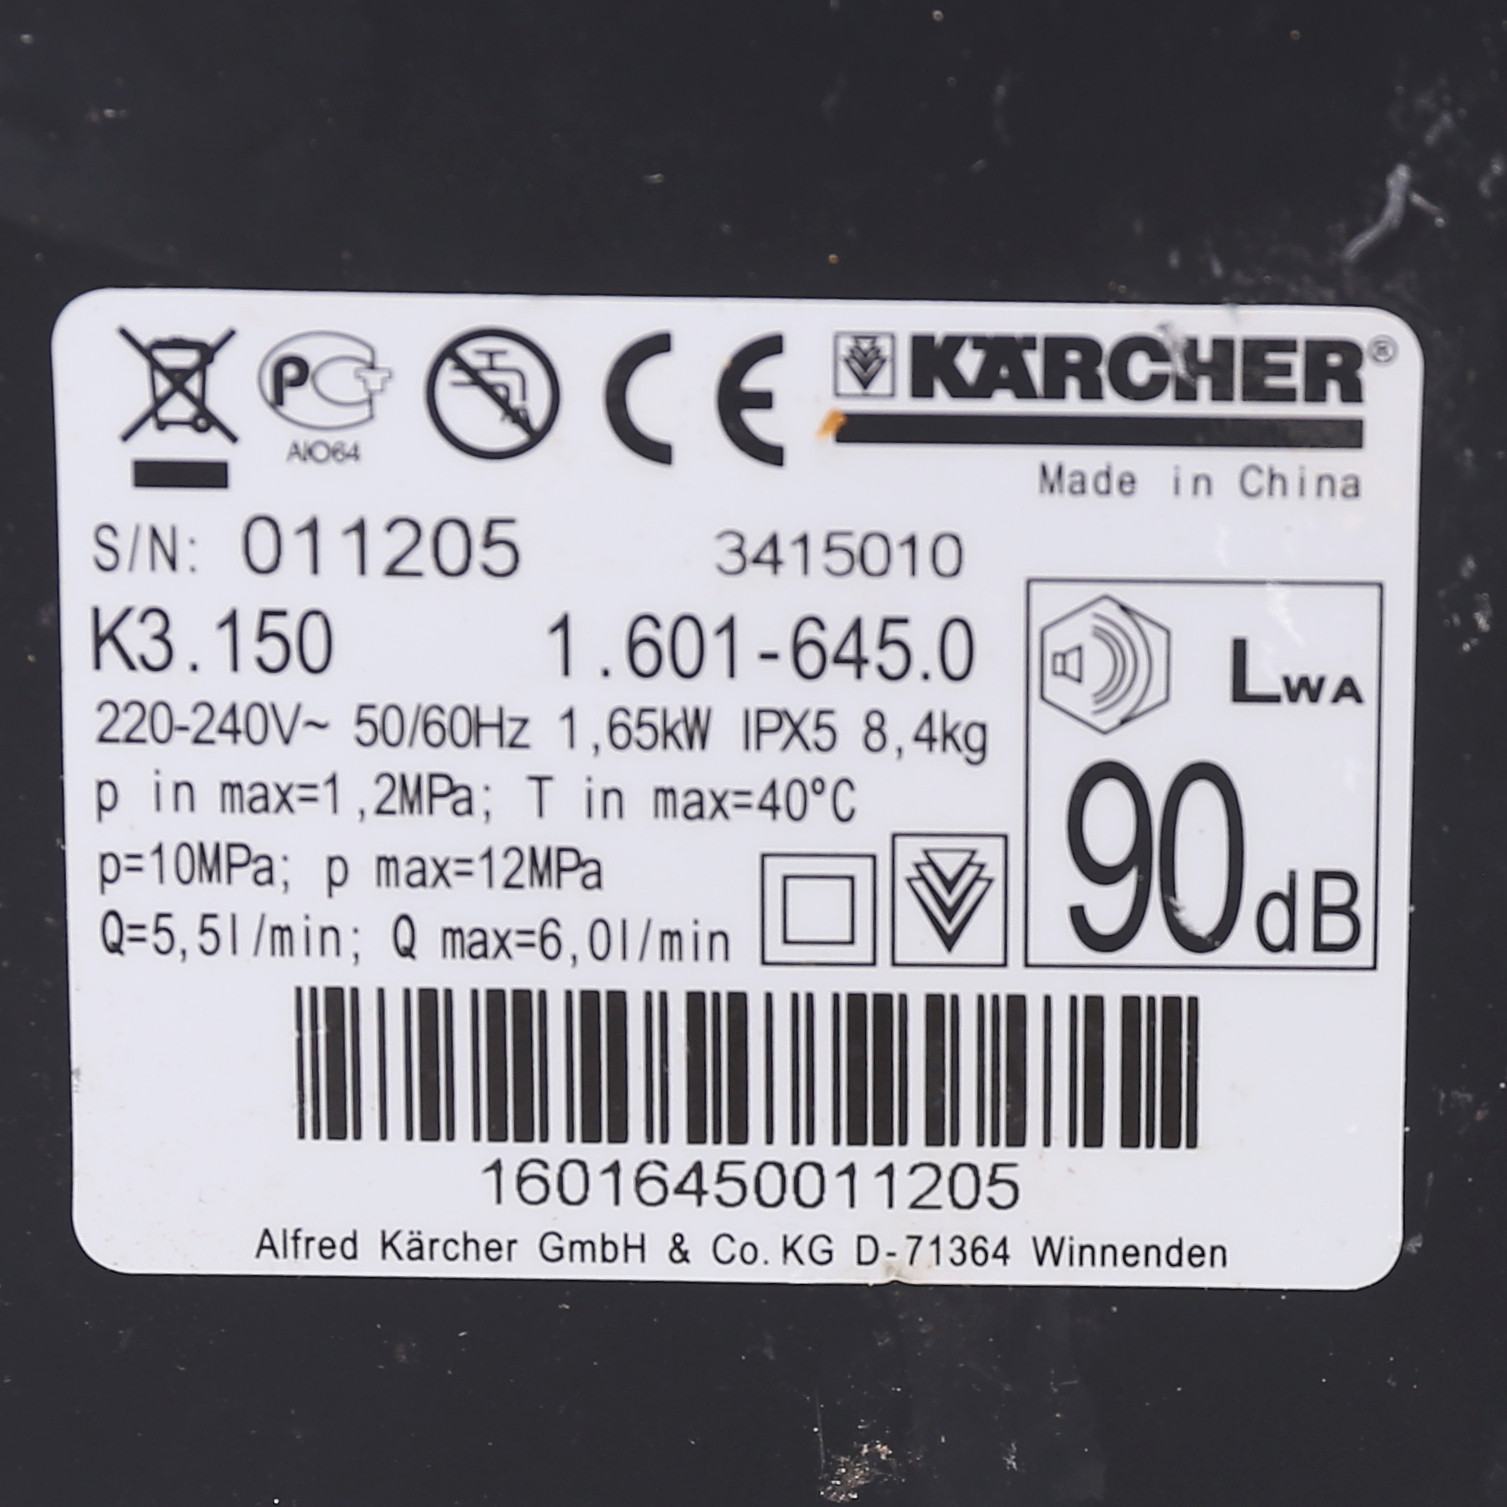 KÄRCHER®
AIO64
Made in China
S/N: 011205 3415010
K3.150 1.601-645.0
220-240V~ 50/60Hz 1,65kW IPX5 8,4kg
p in max=1,2MPa; T in max=40°C
p=10MPa; p max=12MPa
Q=5,5l/min; Q max=6,0l/min
LWA
90dB
16016450011205
Alfred Kärcher GmbH & Co. KG D-71364 Winnenden